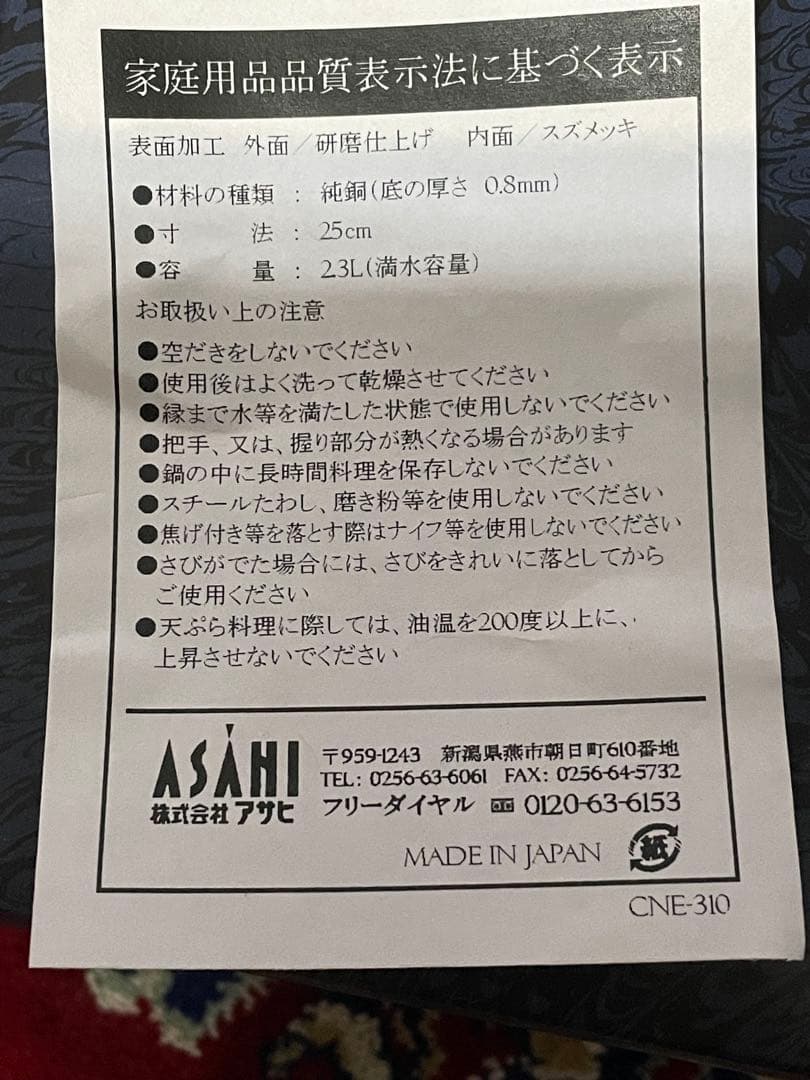 家庭用品品質表示法に基づく表示
表面加工 外面／研磨仕上げ 内面／スズメッキ
●材料の種類 : 純銅(底の厚さ 0.8mm)
●寸 法 : 25cm
●容 量 : 2.3L(満水容量)
お取扱い上の注意
●空だきをしないでください
●使用後はよく洗って乾燥させてください
●縁まで水等を満たした状態で使用しないでください
●把手、又は、握り部分が熱くなる場合があります
●鍋の中に長時間料理を保存しないでください
●スチールたわし、磨き粉等を使用しないでください
●焦げ付き等を落とす際はナイフ等を使用しないでください
●さびがでた場合には、さびをきれいに落としてから
ご使用ください
●天ぷら料理に際しては、油温を200度以上に、
上昇させないでください
ASAHI
株式会社 アサヒ
〒959-1243 新潟県燕市朝日町610番地
TEL: 0256-63-6061 FAX: 0256-64-5732
フリーダイヤル 0120-63-6153
MADE IN JAPAN 紙
CNE-310